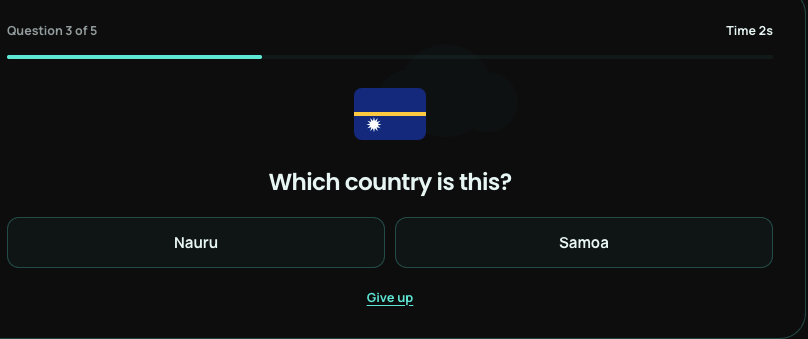 Question 3 of 5
Time 2s
Which country is this?
Nauru
Samoa
Give up